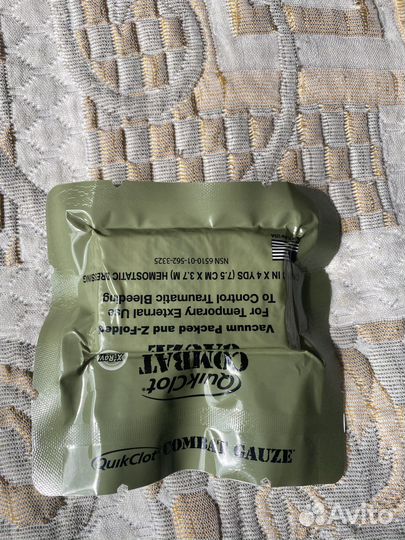 QuikClot COMBAT GAUZE
QuikClot®
COMBAT
GAUZE
X-Ray
Vacuum Packed and Z-Folded
For Temporary External Use
To Control Traumatic Bleeding
IN X 4 YDS (7.5 CM X 3.7 M) HEMOSTATIC DRESSING
NSN 6510-01-562-3325
Avito